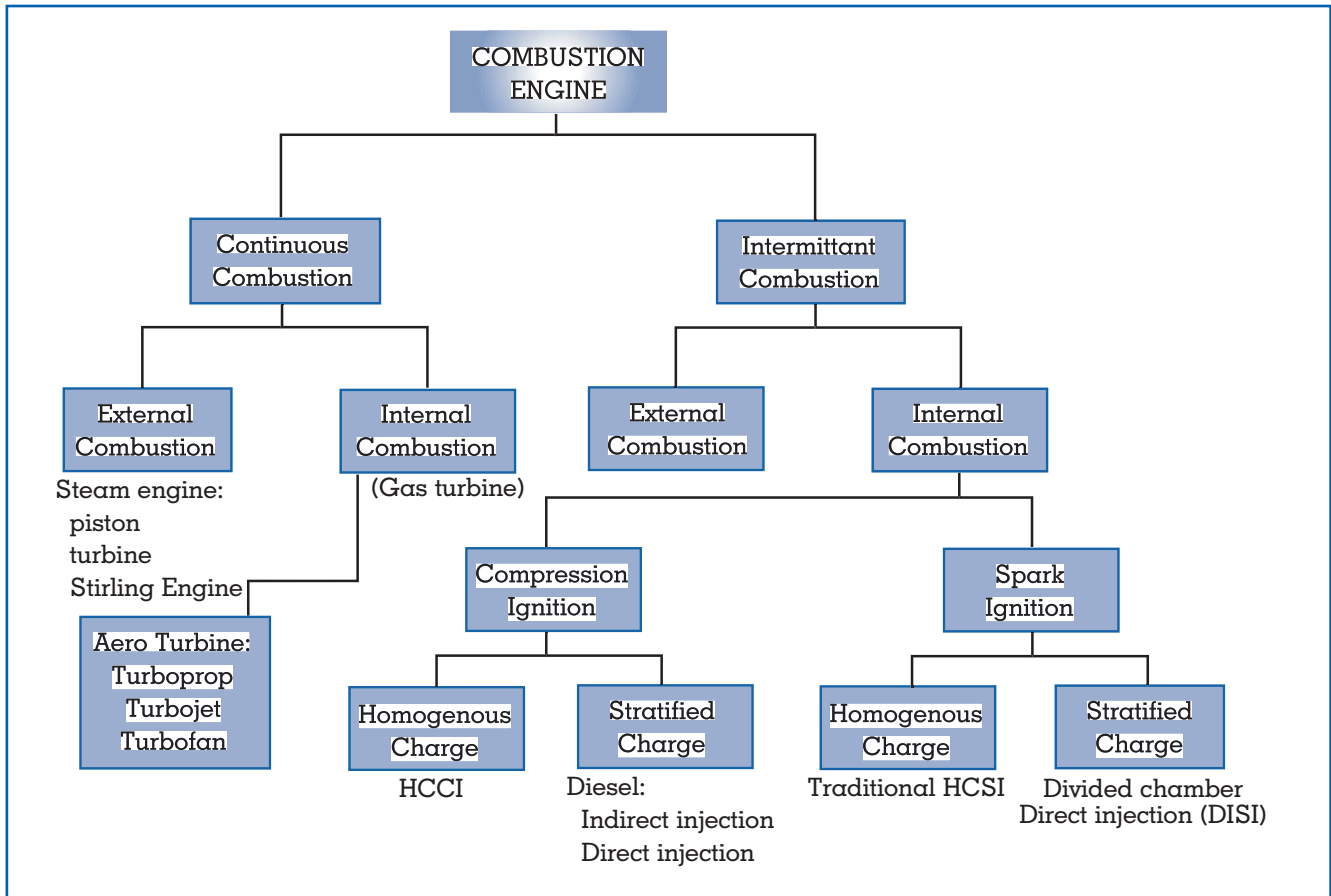 COMBUSTION
ENGINE
Continuous
Combustion
Intermittant
Combustion
External
Combustion
Internal
Combustion
External
Combustion
Internal
Combustion
Steam engine:
piston
turbine
Stirling Engine
(Gas turbine)
Aero Turbine:
Turboprop
Turbojet
Turbofan
Compression
Ignition
Spark
Ignition
Homogenous
Charge
HCCI
Stratified
Charge
Diesel:
Indirect injection
Direct injection
Homogenous
Charge
Traditional HCSI
Stratified
Charge
Divided chamber
Direct injection (DISI)